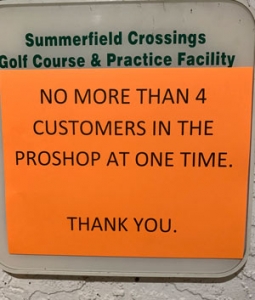 Summerfield Crossings
Golf Course & Practice Facility
NO MORE THAN 4
CUSTOMERS IN THE
PROSHOP AT ONE TIME.
THANK YOU.